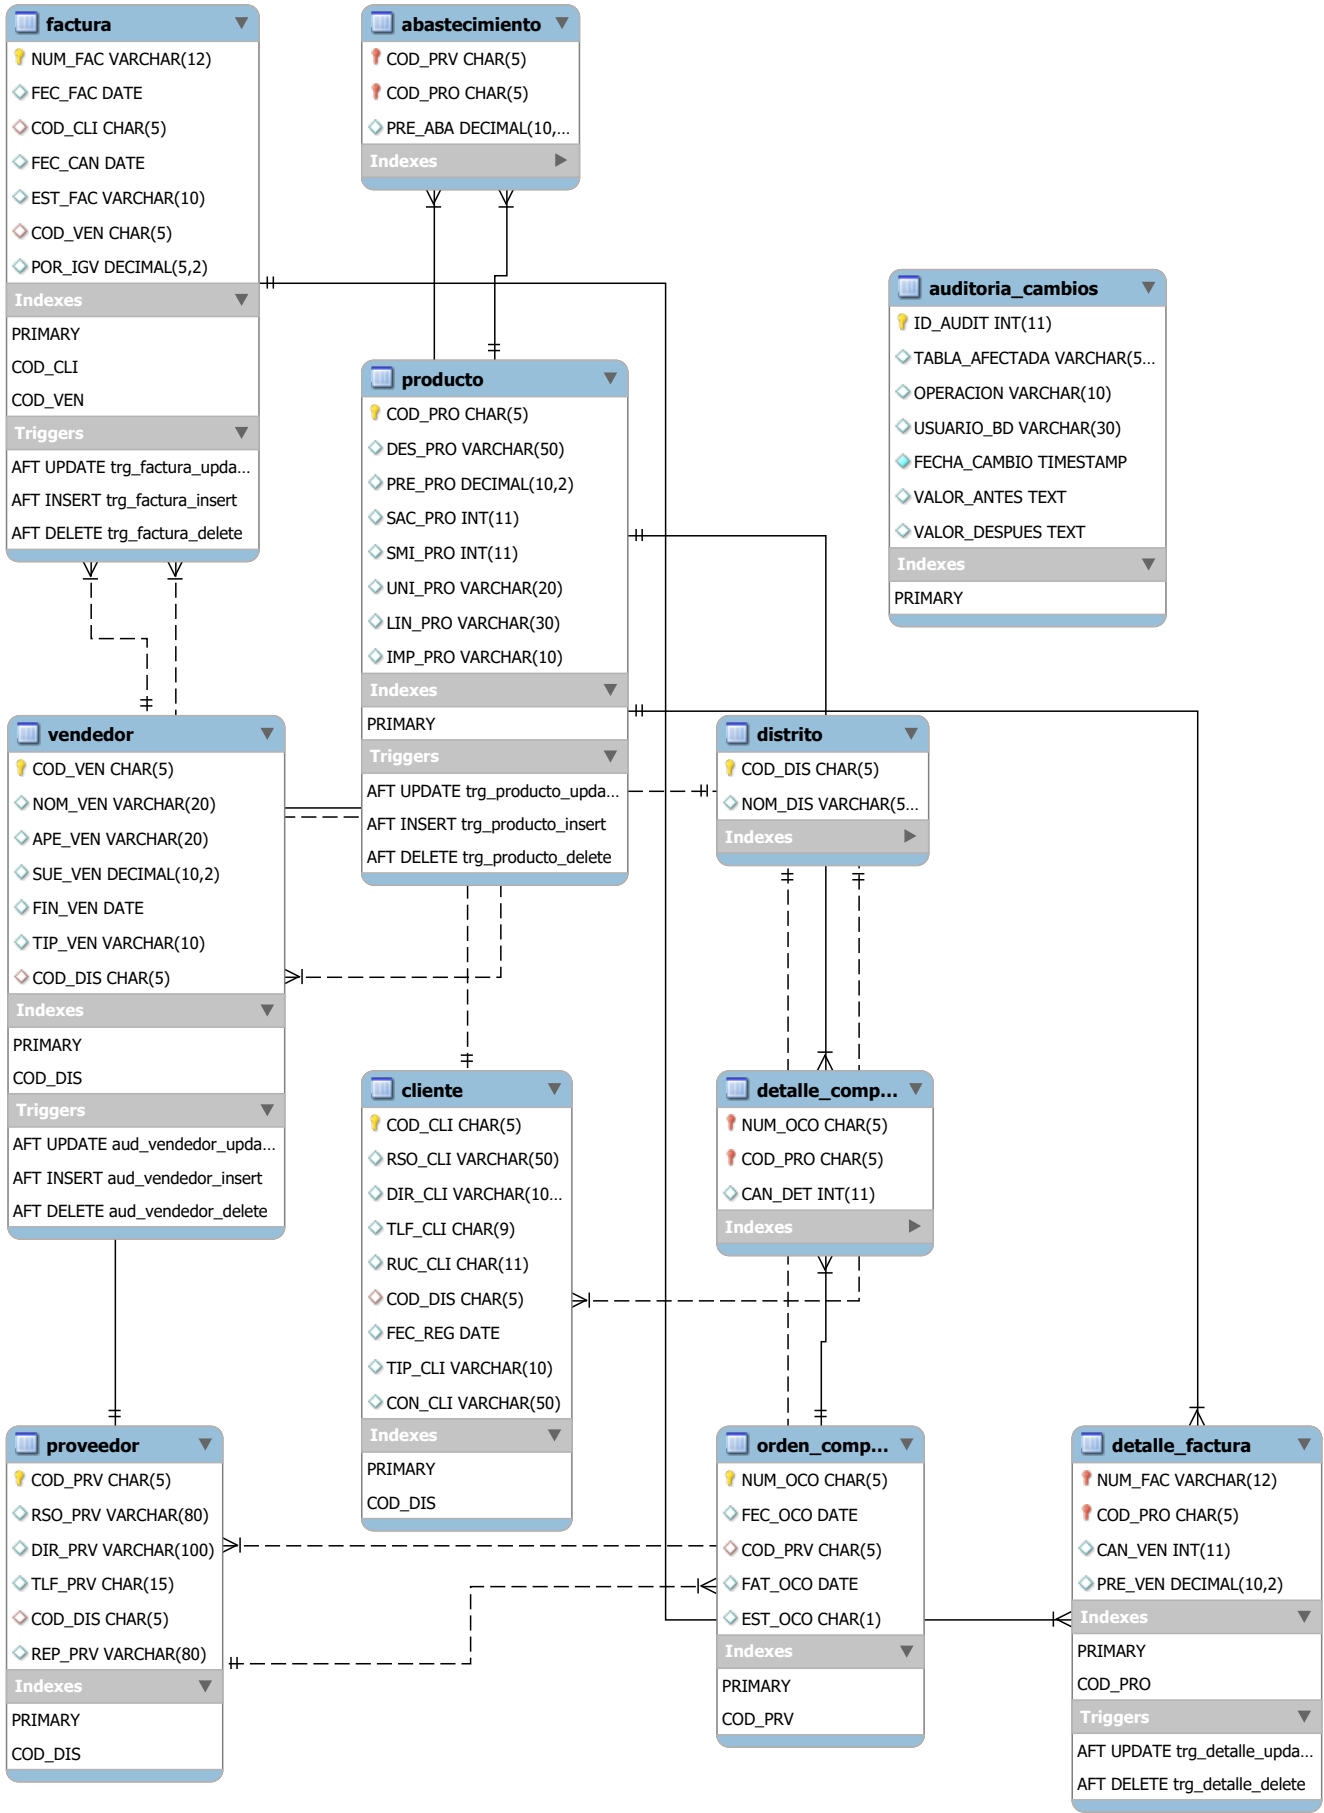 factura
NUM_FAC VARCHAR(12)
FEC_FAC DATE
COD_CLI CHAR(5)
FEC_CAN DATE
EST_FAC VARCHAR(10)
COD_VEN CHAR(5)
POR_IGV DECIMAL(5,2)
Indexes
PRIMARY
COD_CLI
COD_VEN
Triggers
AFT UPDATE trg_factura_upda...
AFT INSERT trg_factura_insert
AFT DELETE trg_factura_delete
abastecimiento
COD_PRV CHAR(5)
COD_PRO CHAR(5)
PRE_ABA DECIMAL(10,...
Indexes
auditoria_cambios
ID_AUDIT INT(11)
TABLA_AFECTADA VARCHAR(5...
OPERACION VARCHAR(10)
USUARIO_BD VARCHAR(30)
FECHA_CAMBIO TIMESTAMP
VALOR_ANTES TEXT
VALOR_DESPUES TEXT
Indexes
PRIMARY
producto
COD_PRO CHAR(5)
DES_PRO VARCHAR(50)
PRE_PRO DECIMAL(10,2)
SAC_PRO INT(11)
SMI_PRO INT(11)
UNI_PRO VARCHAR(20)
LIN_PRO VARCHAR(30)
IMP_PRO VARCHAR(10)
Indexes
PRIMARY
Triggers
AFT UPDATE trg_producto_upda...
AFT INSERT trg_producto_insert
AFT DELETE trg_producto_delete
vendedor
COD_VEN CHAR(5)
NOM_VEN VARCHAR(20)
APE_VEN VARCHAR(20)
SUE_VEN DECIMAL(10,2)
FIN_VEN DATE
TIP_VEN VARCHAR(10)
COD_DIS CHAR(5)
Indexes
PRIMARY
COD_DIS
Triggers
AFT UPDATE aud_vendedor_upda...
AFT INSERT aud_vendedor_insert
AFT DELETE aud_vendedor_delete
distrito
COD_DIS CHAR(5)
NOM_DIS VARCHAR(5...
Indexes
cliente
COD_CLI CHAR(5)
RSO_CLI VARCHAR(50)
DIR_CLI VARCHAR(10...
TLF_CLI CHAR(9)
RUC_CLI CHAR(11)
COD_DIS CHAR(5)
FEC_REG DATE
TIP_CLI VARCHAR(10)
CON_CLI VARCHAR(50)
Indexes
PRIMARY
COD_DIS
detalle_comp...
NUM_OCO CHAR(5)
COD_PRO CHAR(5)
CAN_DET INT(11)
Indexes
proveedor
COD_PRV CHAR(5)
RSO_PRV VARCHAR(80)
DIR_PRV VARCHAR(100)
TLF_PRV CHAR(15)
COD_DIS CHAR(5)
REP_PRV VARCHAR(80)
Indexes
PRIMARY
COD_DIS
orden_comp...
NUM_OCO CHAR(5)
FEC_OCO DATE
COD_PRV CHAR(5)
FAT_OCO DATE
EST_OCO CHAR(1)
Indexes
PRIMARY
COD_PRV
detalle_factura
NUM_FAC VARCHAR(12)
COD_PRO CHAR(5)
CAN_VEN INT(11)
PRE_VEN DECIMAL(10,2)
Indexes
PRIMARY
COD_PRO
Triggers
AFT UPDATE trg_detalle_upda...
AFT DELETE trg_detalle_delete